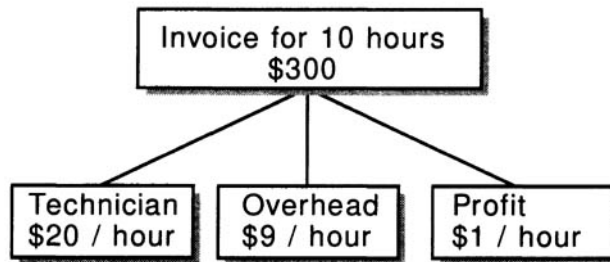 Invoice for 10 hours
$300
Technician
$20 / hour
Overhead
$9 / hour
Profit
$1 / hour